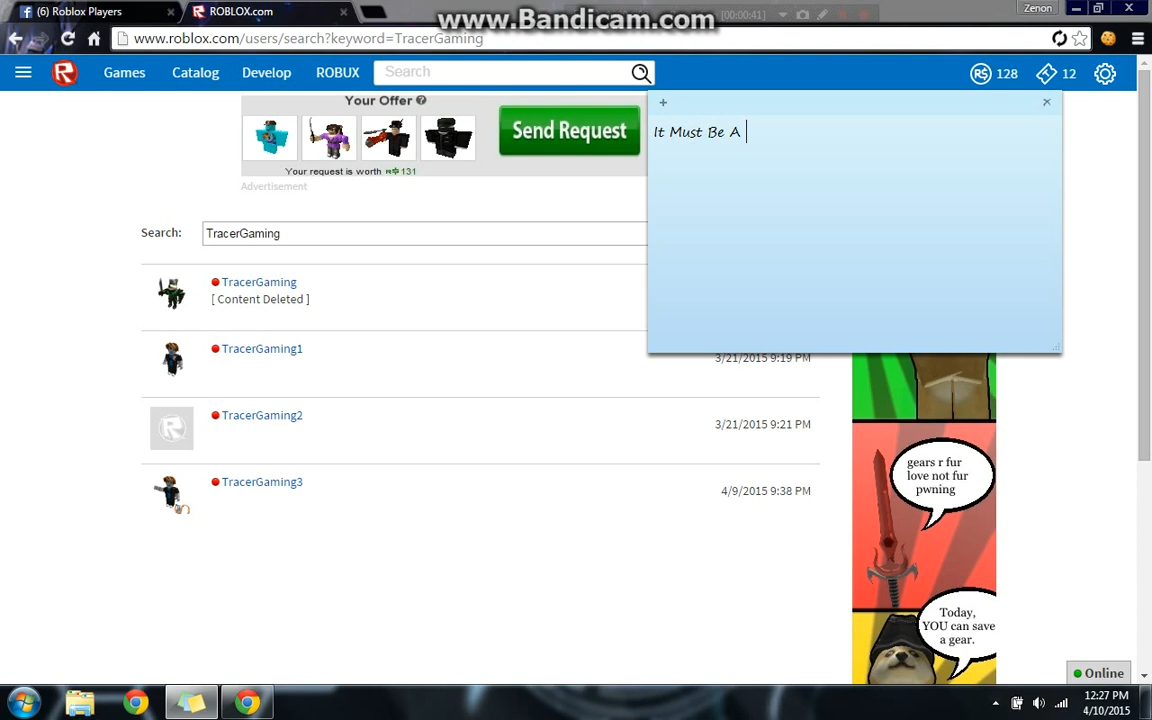 www.Bandicam.com
[00:00:41]
(6) Roblox Players
ROBLOX.com
Zenon
www.roblox.com/users/search?keyword=TracerGaming
Games
Catalog
Develop
ROBUX
Search
128
12
Your Offer
Send Request
Your request is worth R$ 131
Advertisement
It Must Be A
Search:
TracerGaming
TracerGaming
[ Content Deleted ]
TracerGaming1
3/21/2015 9:19 PM
TracerGaming2
3/21/2015 9:21 PM
TracerGaming3
4/9/2015 9:38 PM
gears r fur
love not fur
pwning
Today,
YOU can save
a gear.
Online
12:27 PM
4/10/2015